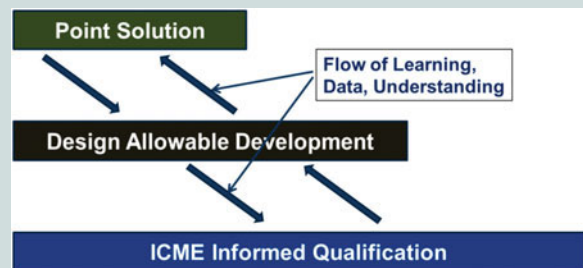 Point Solution
Flow of Learning,
Data, Understanding
Design Allowable Development
ICME Informed Qualification